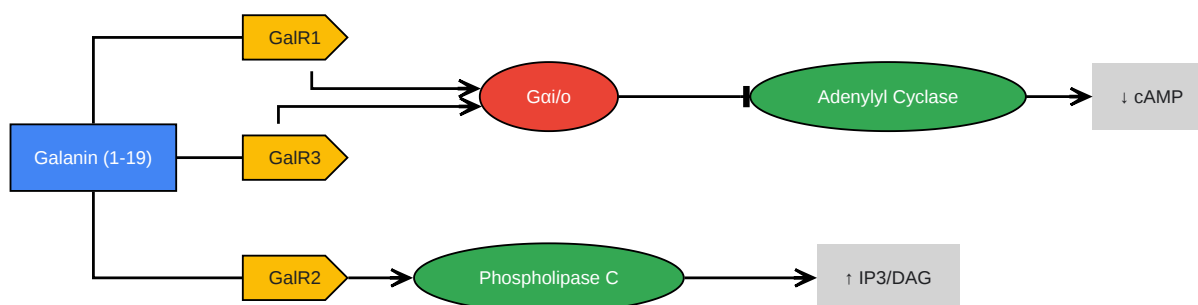 GalR1
Gαi/o
Adenylyl Cyclase
↓ cAMP
Galanin (1-19)
GalR3
GalR2
Phospholipase C
↑ IP3/DAG